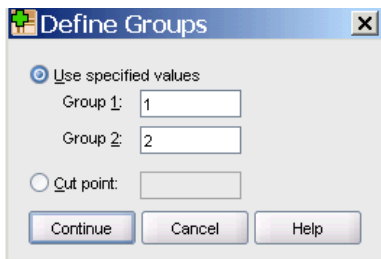 Define Groups
Use specified values
Group 1: 1
Group 2: 2
Cut point:
Continue Cancel Help